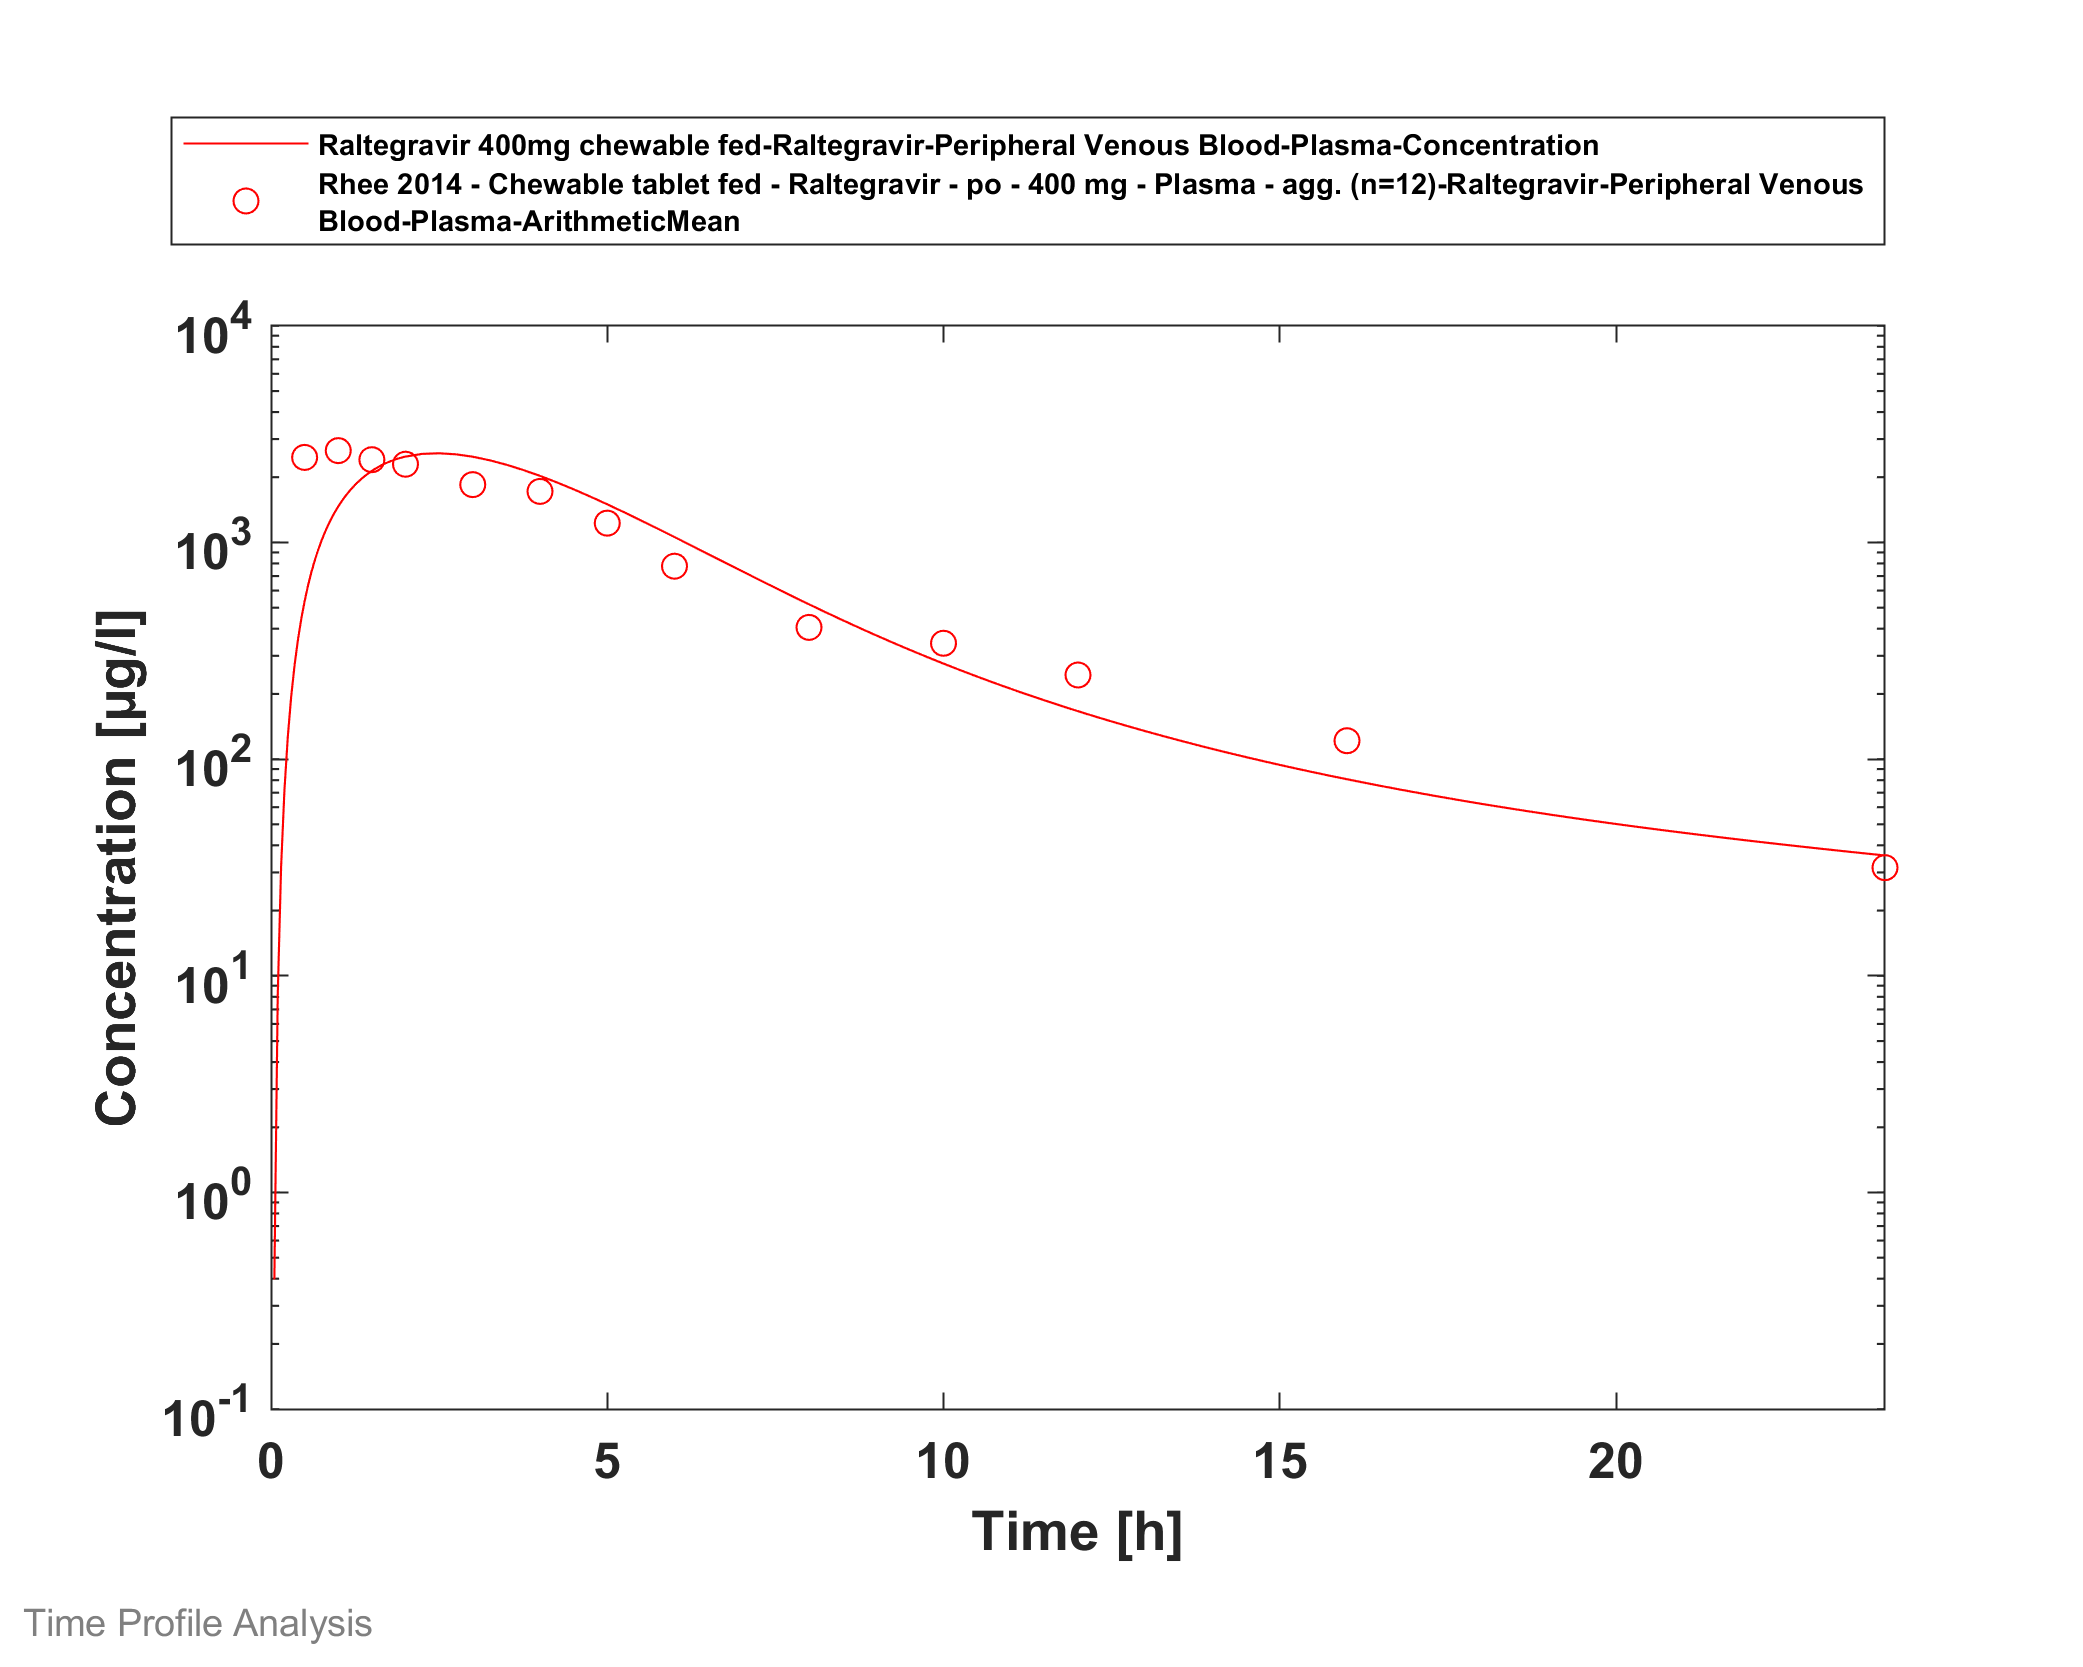 Raltegravir 400mg chewable fed-Raltegravir-Peripheral Venous Blood-Plasma-Concentration
Rhee 2014 - Chewable tablet fed - Raltegravir - po - 400 mg - Plasma - agg. (n=12)-Raltegravir-Peripheral Venous
Blood-Plasma-ArithmeticMean
10^4
10^3
10^2
10^1
10^0
10^-1
Concentration [µg/l]
0 5 10 15 20
Time [h]
Time Profile Analysis